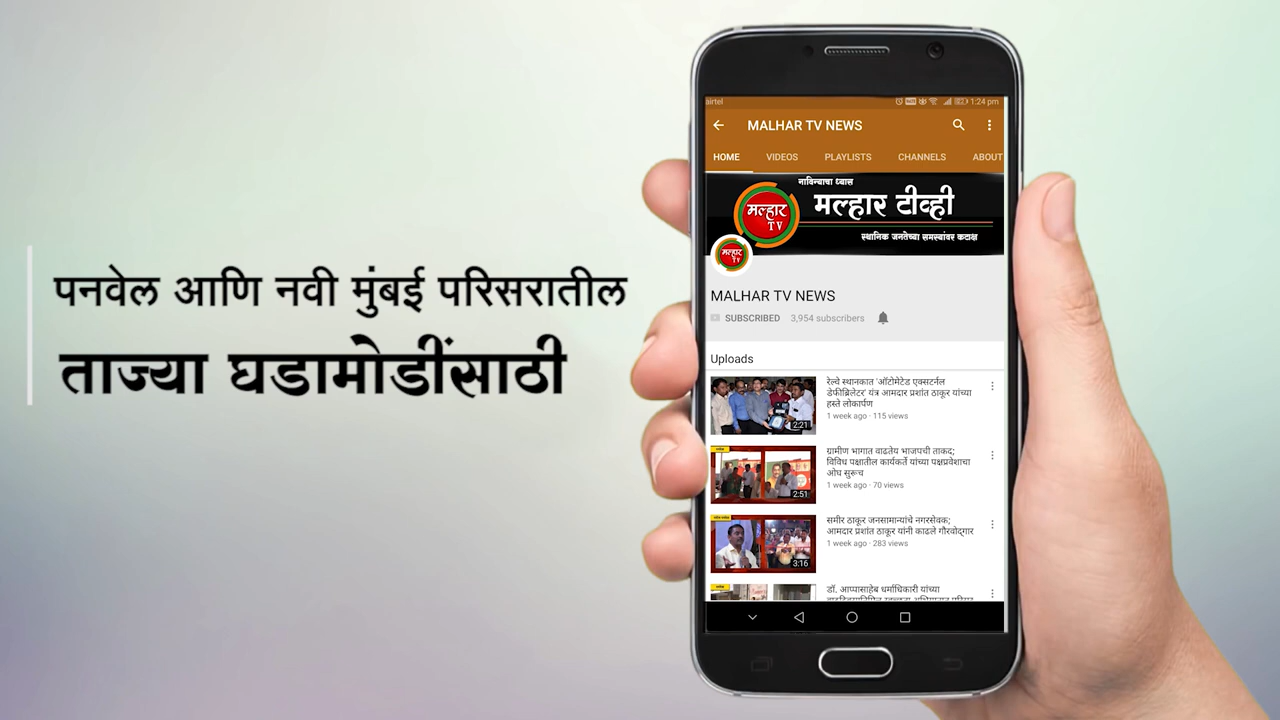 पनवेल आणि नवी मुंबई परिसरातील
ताज्या घडामोडींसाठी
airtel
1:24 pm
MALHAR TV NEWS
HOME VIDEOS PLAYLISTS CHANNELS ABOUT
नाविन्याचा ध्यास
मल्हार टीव्ही
मल्हार
TV
स्थानिक जनतेच्या समस्यांवर कटाक्ष
मल्हार
TV
MALHAR TV NEWS
SUBSCRIBED 3,954 subscribers
Uploads
रेल्वे स्थानकात 'ऑटोमेटेड एक्सटर्नल
डेफीब्रिलेटर' यंत्र आमदार प्रशांत ठाकूर यांच्या
हस्ते लोकार्पण
1 week ago · 115 views
2:21
ग्रामीण भागात वाढतेय भाजपची ताकद;
विविध पक्षातील कार्यकर्ते यांच्या पक्षप्रवेशाचा
ओघ सुरूच
1 week ago · 70 views
2:51
समीर ठाकूर जनसामान्यांचे नगरसेवक;
आमदार प्रशांत ठाकूर यांनी काढले गौरवोद्गार
1 week ago · 283 views
3:16
डॉ. आप्पासाहेब धर्माधिकारी यांच्या